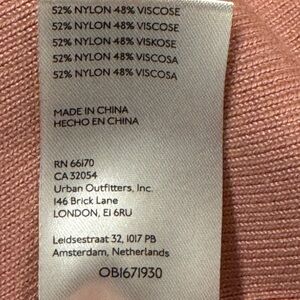 52% NYLON 48% VISCOSE
52% NYLON 48% VISCOSE
52% NYLON 48% VISKOSE
52% NYLON 48% VISCOSA
52% NYLON 48% VISCOSA
MADE IN CHINA
HECHO EN CHINA
RN 66170
CA 32054
Urban Outfitters, Inc.
146 Brick Lane
LONDON, E1 6RU
Leidsestraat 32, 1017 PB
Amsterdam, Netherlands
OB1671930